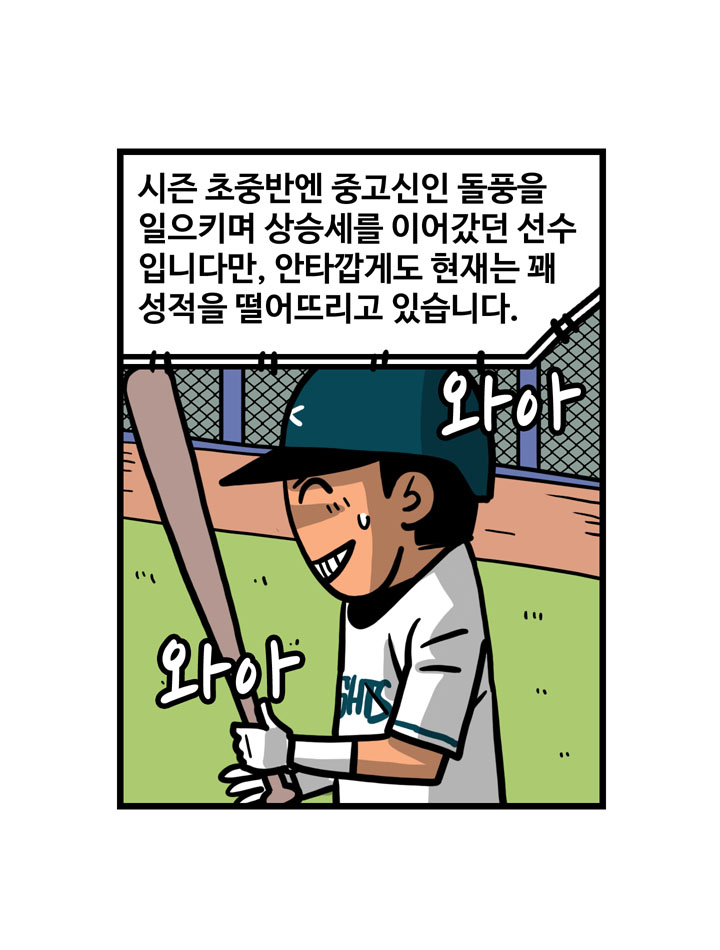 시즌 초중반엔 중고신인 돌풍을
일으키며 상승세를 이어갔던 선수
입니다만, 안타깝게도 현재는 꽤
성적을 떨어뜨리고 있습니다.
와아
와아
GHTS